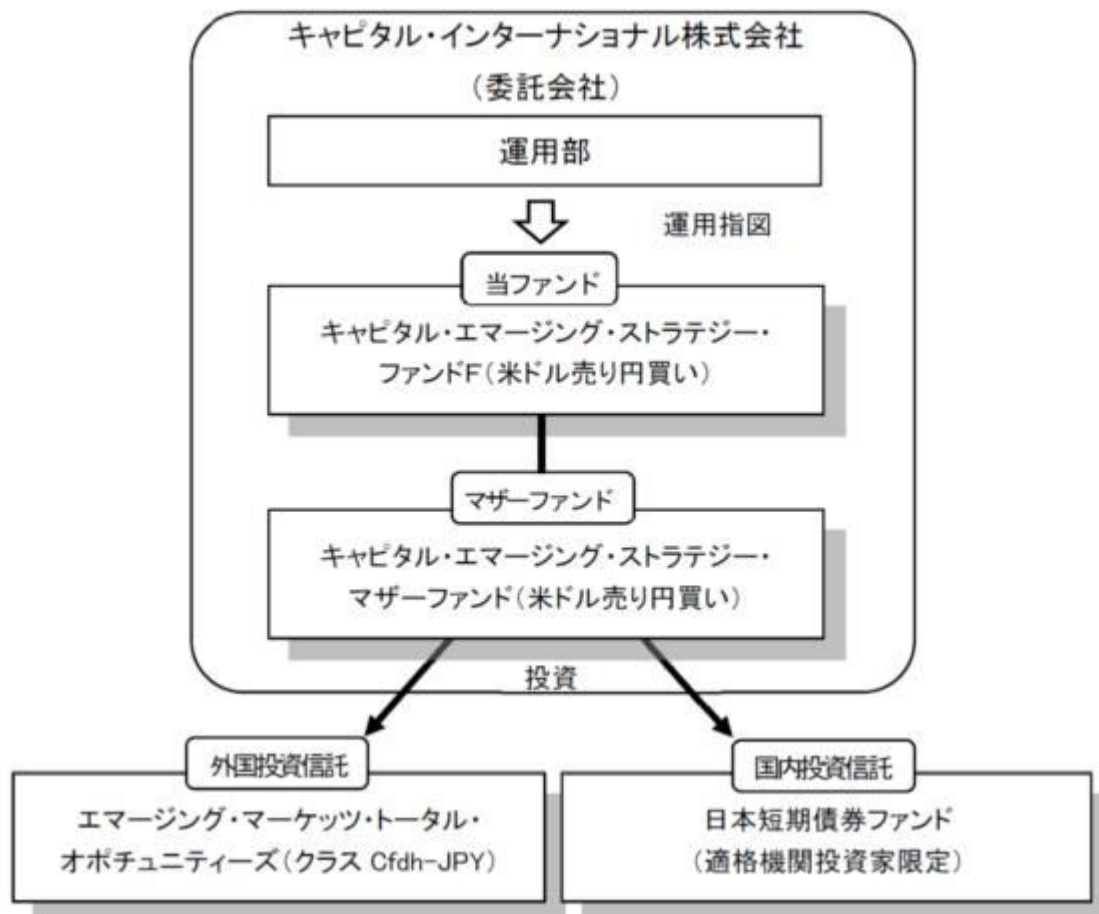 キャピタル・インターナショナル株式会社
（委託会社）
運用部
運用指図
当ファンド
キャピタル・エマージング・ストラテジー・
ファンドF（米ドル売り円買い）
マザーファンド
キャピタル・エマージング・ストラテジー・
マザーファンド（米ドル売り円買い）
投資
外国投資信託
エマージング・マーケッツ・トータル・
オポチュニティーズ（クラス Cfdh-JPY）
国内投資信託
日本短期債券ファンド
（適格機関投資家限定）